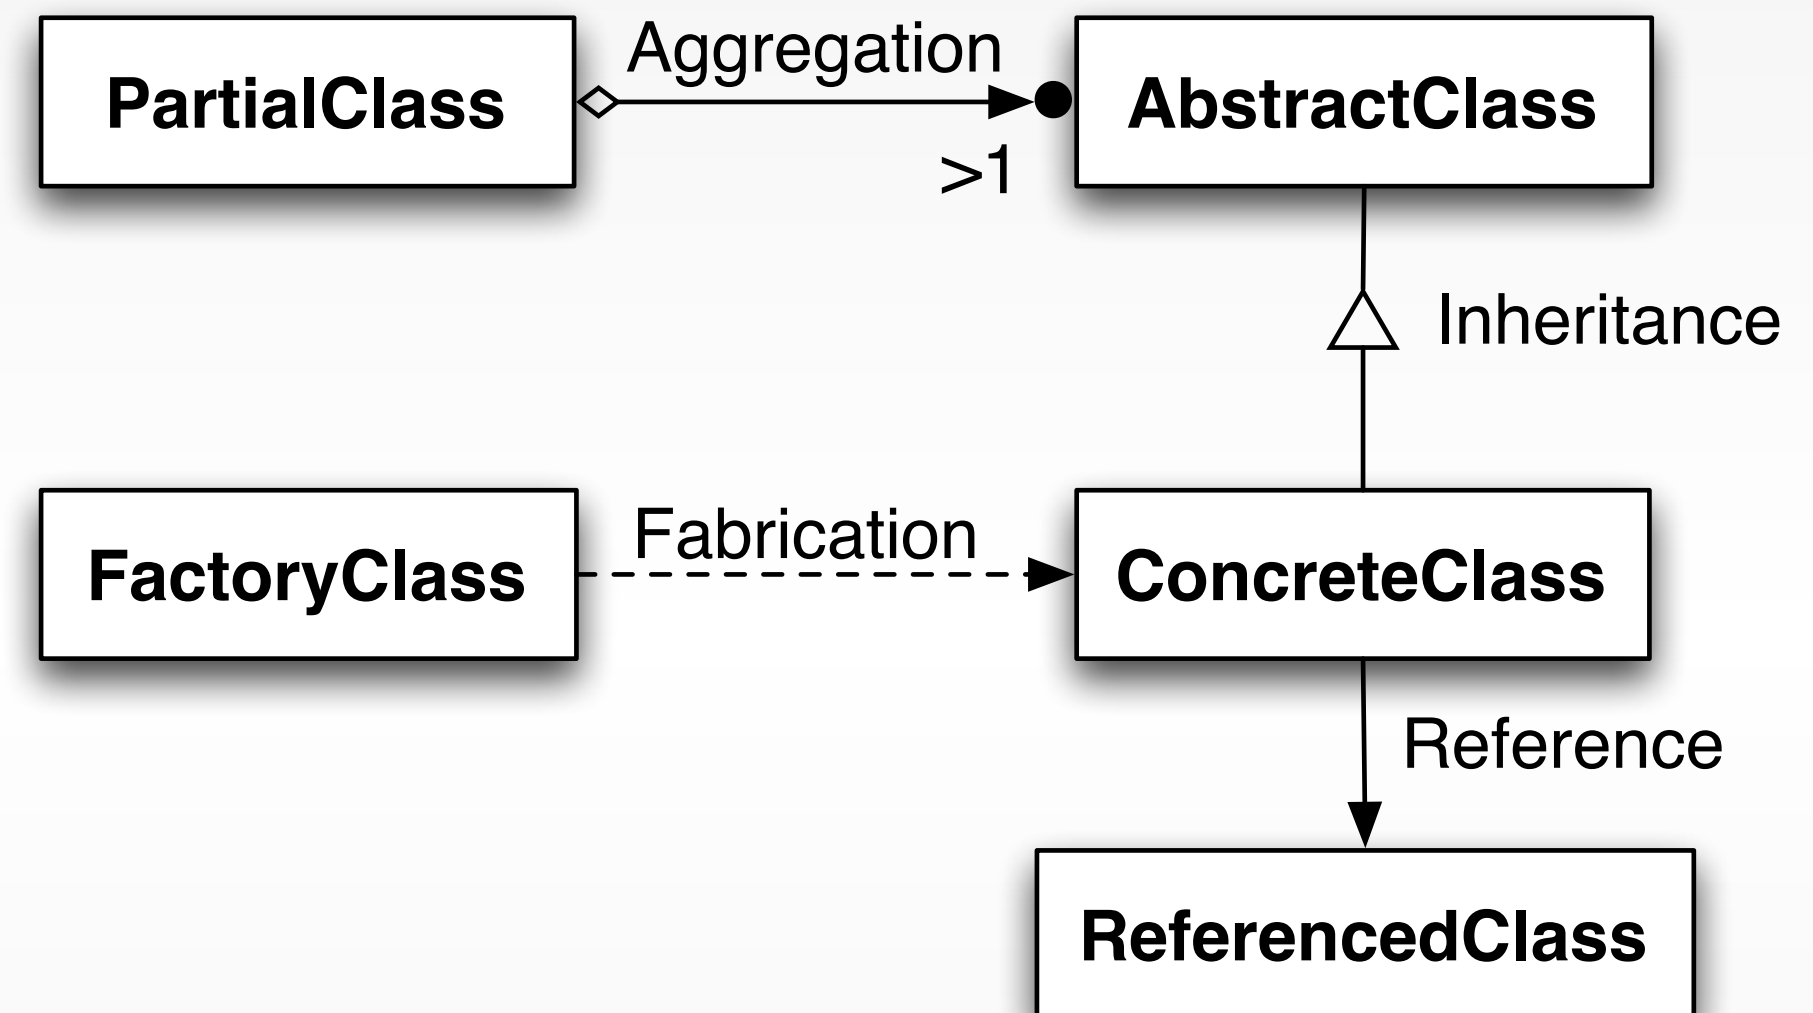 Aggregation
PartialClass
AbstractClass
>1
Inheritance
Fabrication
FactoryClass
ConcreteClass
Reference
ReferencedClass